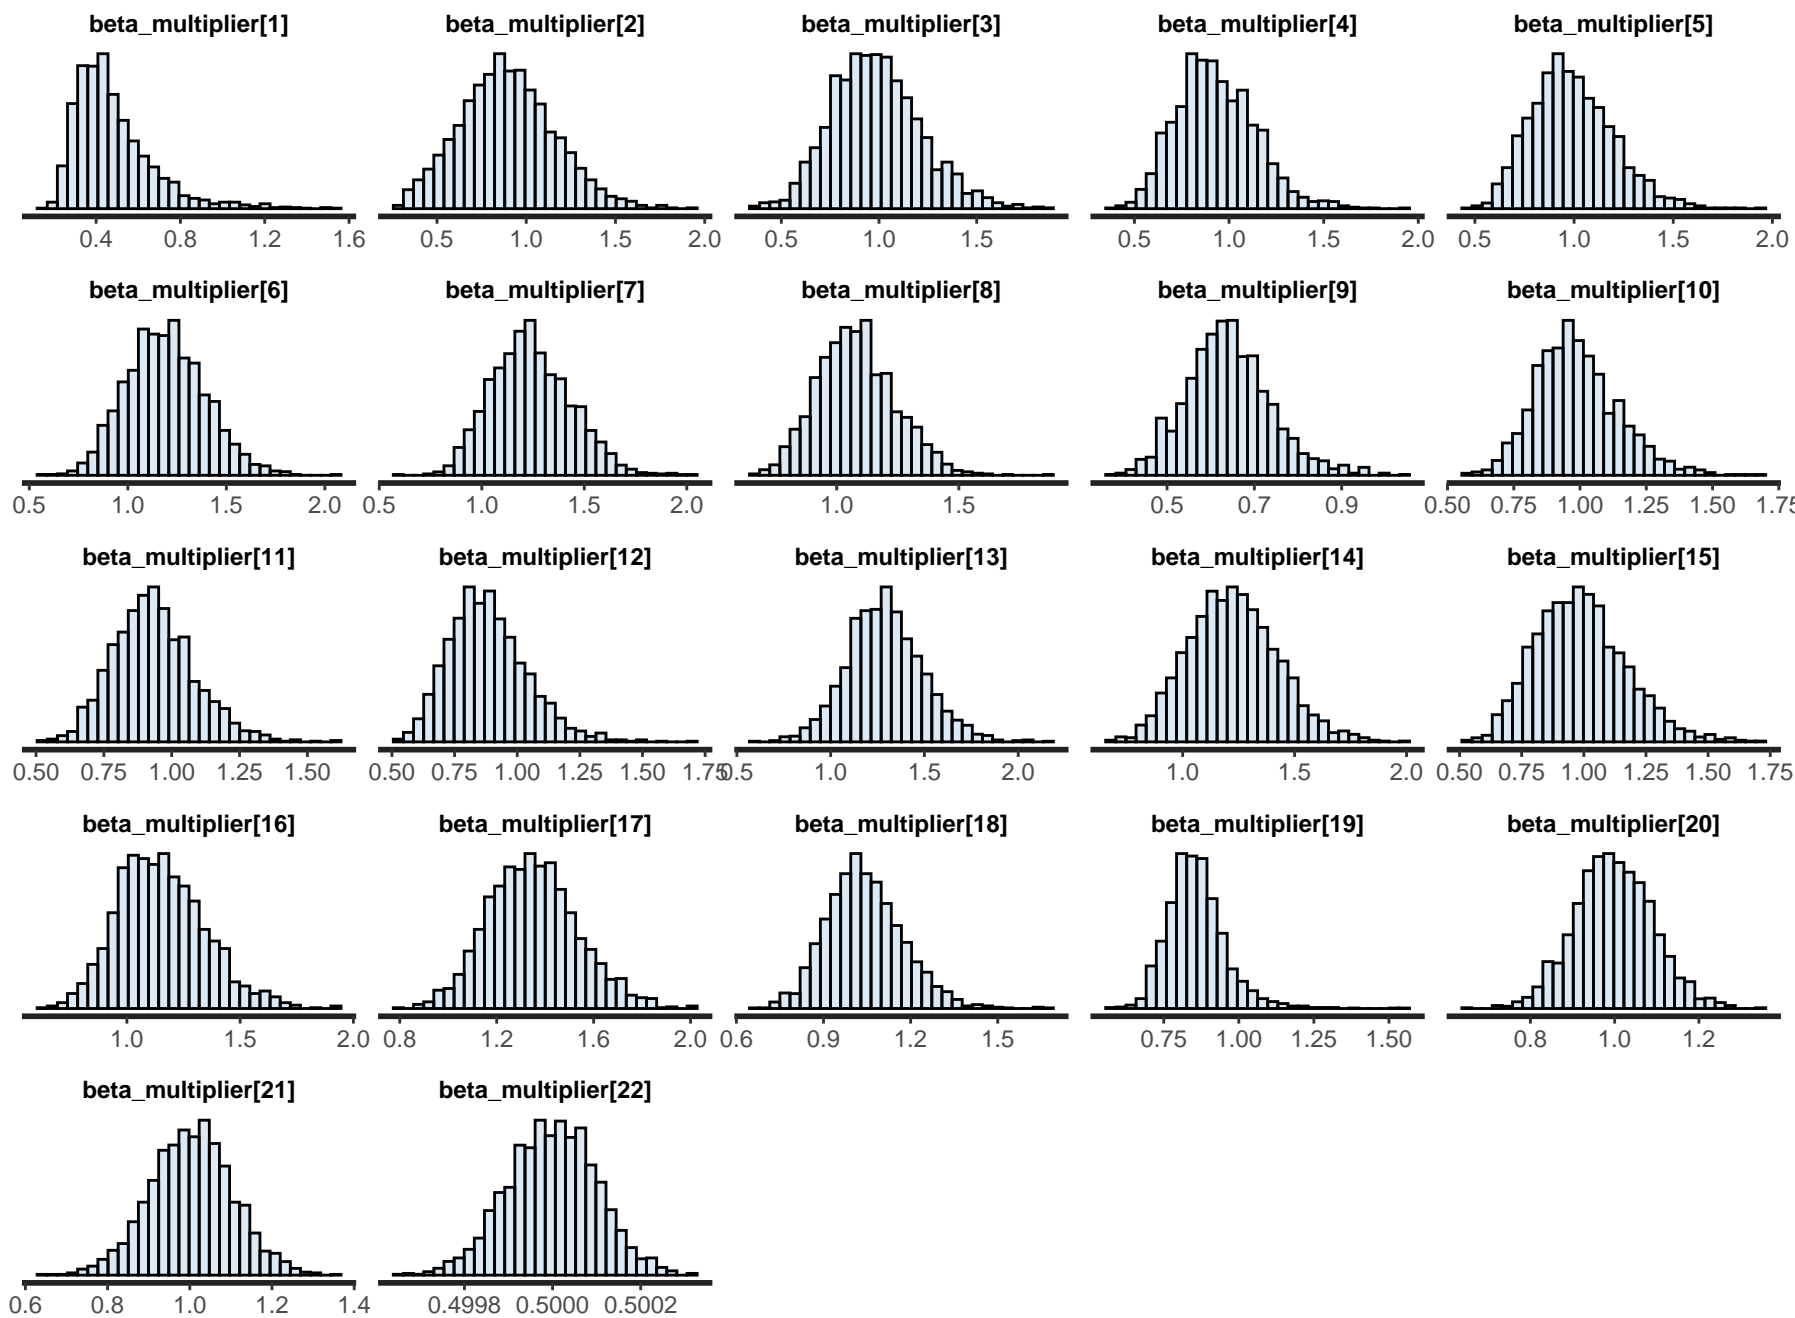 beta_multiplier[1] beta_multiplier[2] beta_multiplier[3] beta_multiplier[4] beta_multiplier[5]
0.4 0.8 1.2 1.6 0.5 1.0 1.5 2.0 0.5 1.0 1.5 0.5 1.0 1.5 2.0 0.5 1.0 1.5 2.0
beta_multiplier[6] beta_multiplier[7] beta_multiplier[8] beta_multiplier[9] beta_multiplier[10]
0.5 1.0 1.5 2.0 0.5 1.0 1.5 2.0 1.0 1.5 0.5 0.7 0.9 0.50 0.75 1.00 1.25 1.50 1.75
beta_multiplier[11] beta_multiplier[12] beta_multiplier[13] beta_multiplier[14] beta_multiplier[15]
0.50 0.75 1.00 1.25 1.50 0.50 0.75 1.00 1.25 1.50 1.75 0.5 1.0 1.5 2.0 1.0 1.5 2.0 0.50 0.75 1.00 1.25 1.50 1.75
beta_multiplier[16] beta_multiplier[17] beta_multiplier[18] beta_multiplier[19] beta_multiplier[20]
1.0 1.5 2.0 0.8 1.2 1.6 2.0 0.6 0.9 1.2 1.5 0.75 1.00 1.25 1.50 0.8 1.0 1.2
beta_multiplier[21] beta_multiplier[22]
0.6 0.8 1.0 1.2 1.4 0.4998 0.5000 0.5002